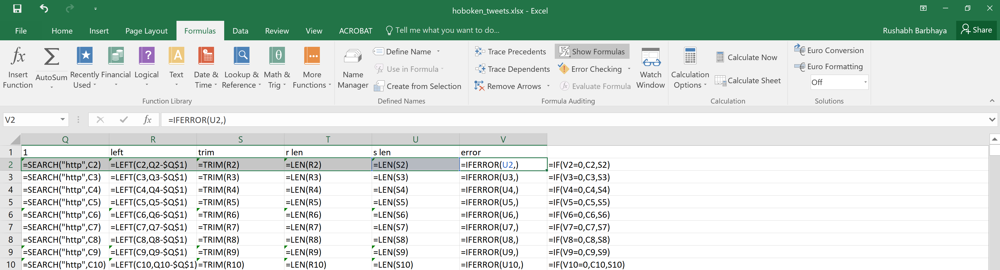 hoboken_tweets.xlsx - Excel
File Home Insert Page Layout Formulas Data Review View ACROBAT Tell me what you want to do... Rushabh Barbhaya Share
Insert Function
AutoSum
Recently Used
Financial
Logical
Text
Date & Time
Lookup & Reference
Math & Trig
More Functions
Function Library
Name Manager
Define Name
Use in Formula
Create from Selection
Defined Names
Trace Precedents
Trace Dependents
Remove Arrows
Show Formulas
Error Checking
Evaluate Formula
Watch Window
Formula Auditing
Calculation Options
Calculate Now
Calculate Sheet
Calculation
Euro Conversion
Euro Formatting
Off
Solutions
V2 fx =IFERROR(U2,)
Q R S T U V
1 1 left trim r len s len error
2 =SEARCH("http",C2) =LEFT(C2,Q2-$Q$1) =TRIM(R2) =LEN(R2) =LEN(S2) =IFERROR(U2,) =IF(V2=0,C2,S2)
3 =SEARCH("http",C3) =LEFT(C3,Q3-$Q$1) =TRIM(R3) =LEN(R3) =LEN(S3) =IFERROR(U3,) =IF(V3=0,C3,S3)
4 =SEARCH("http",C4) =LEFT(C4,Q4-$Q$1) =TRIM(R4) =LEN(R4) =LEN(S4) =IFERROR(U4,) =IF(V4=0,C4,S4)
5 =SEARCH("http",C5) =LEFT(C5,Q5-$Q$1) =TRIM(R5) =LEN(R5) =LEN(S5) =IFERROR(U5,) =IF(V5=0,C5,S5)
6 =SEARCH("http",C6) =LEFT(C6,Q6-$Q$1) =TRIM(R6) =LEN(R6) =LEN(S6) =IFERROR(U6,) =IF(V6=0,C6,S6)
7 =SEARCH("http",C7) =LEFT(C7,Q7-$Q$1) =TRIM(R7) =LEN(R7) =LEN(S7) =IFERROR(U7,) =IF(V7=0,C7,S7)
8 =SEARCH("http",C8) =LEFT(C8,Q8-$Q$1) =TRIM(R8) =LEN(R8) =LEN(S8) =IFERROR(U8,) =IF(V8=0,C8,S8)
9 =SEARCH("http",C9) =LEFT(C9,Q9-$Q$1) =TRIM(R9) =LEN(R9) =LEN(S9) =IFERROR(U9,) =IF(V9=0,C9,S9)
10 =SEARCH("http",C10) =LEFT(C10,Q10-$Q$1) =TRIM(R10) =LEN(R10) =LEN(S10) =IFERROR(U10,) =IF(V10=0,C10,S10)